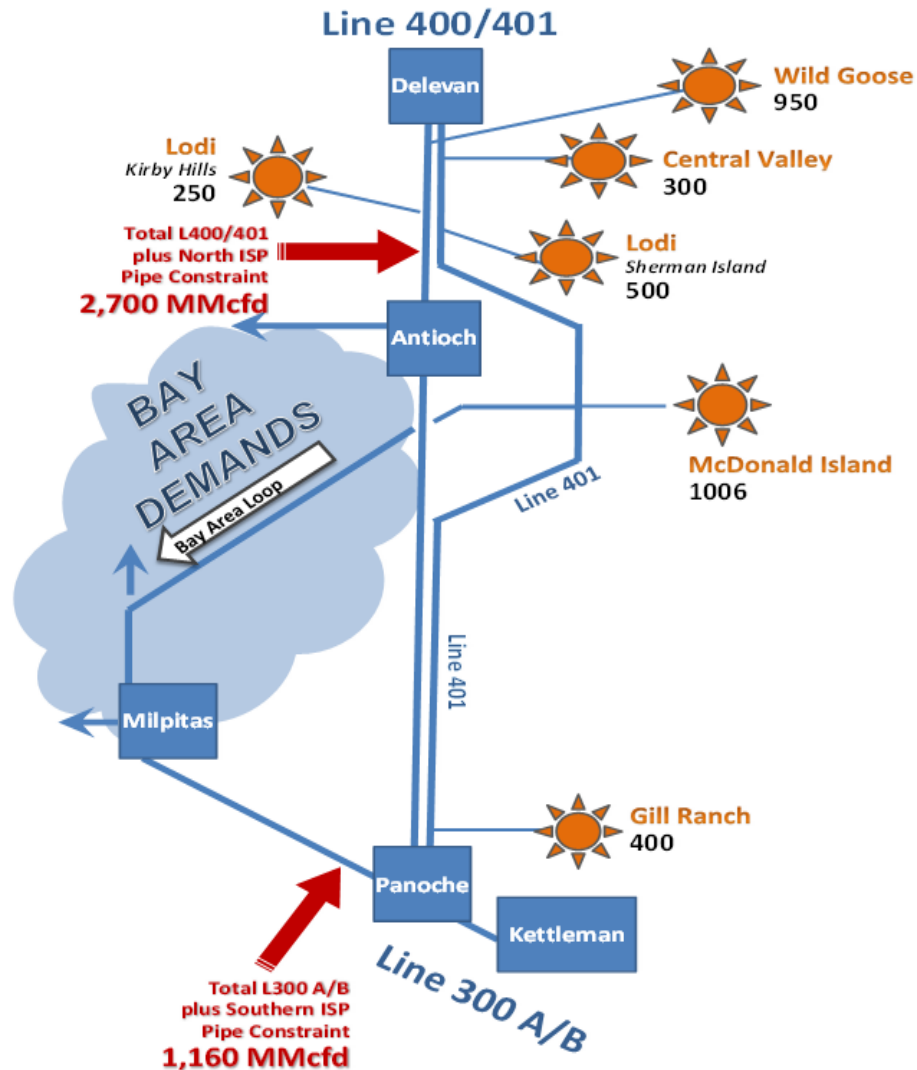 Line 400/401
Delevan
Wild Goose
950
Lodi
Kirby Hills
250
Central Valley
300
Total L400/401
plus North ISP
Pipe Constraint
2,700 MMcfd
Lodi
Sherman Island
500
Antioch
BAY
AREA
DEMANDS
Bay Area Loop
McDonald Island
1006
Line 401
Line 401
Milpitas
Gill Ranch
400
Panoche
Kettleman
Line 300 A/B
Total L300 A/B
plus Southern ISP
Pipe Constraint
1,160 MMcfd